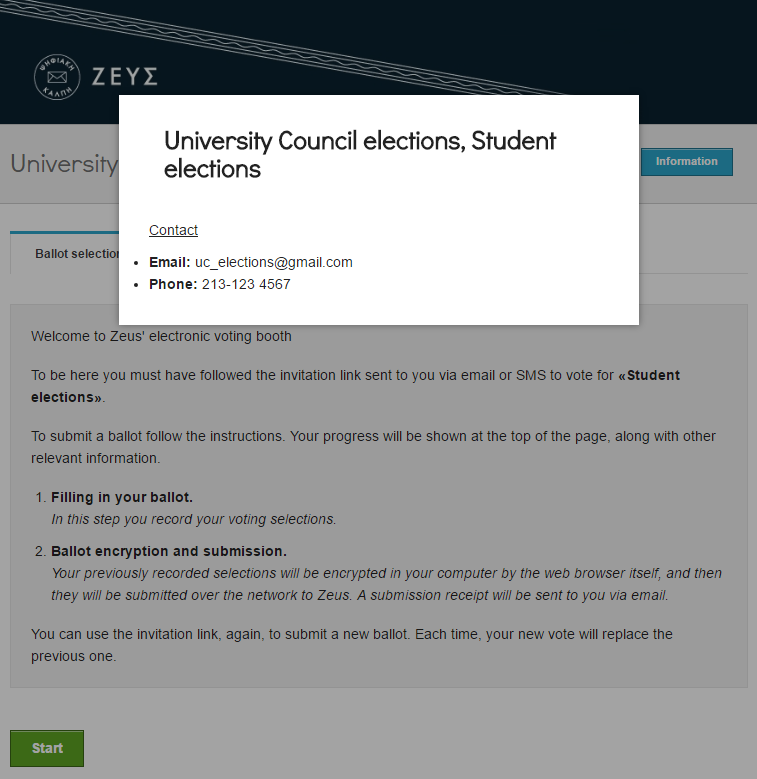 ΨΗΦΙΑΚΗ
ΚΑΛΠΗ
ΖΕΥΣ
University Council elections, Student
elections
University
Information
Contact
Ballot selection
• Email: uc_elections@gmail.com
• Phone: 213-123 4567
Welcome to Zeus' electronic voting booth
To be here you must have followed the invitation link sent to you via email or SMS to vote for «Student
elections».
To submit a ballot follow the instructions. Your progress will be shown at the top of the page, along with other
relevant information.
1. Filling in your ballot.
In this step you record your voting selections.
2. Ballot encryption and submission.
Your previously recorded selections will be encrypted in your computer by the web browser itself, and then
they will be submitted over the network to Zeus. A submission receipt will be sent to you via email.
You can use the invitation link, again, to submit a new ballot. Each time, your new vote will replace the
previous one.
Start